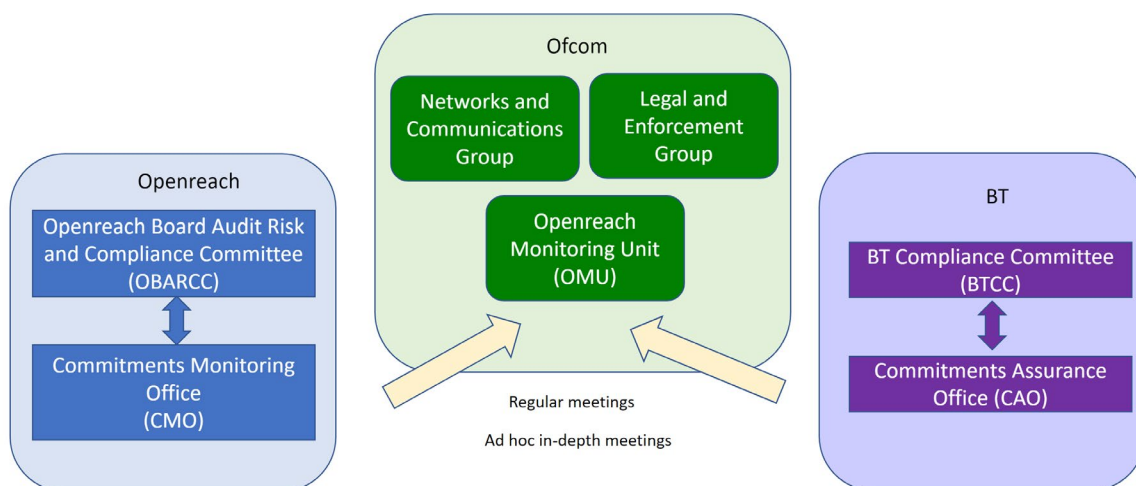 Ofcom
Networks and
Communications
Group
Legal and
Enforcement
Group
Openreach
Monitoring Unit
(OMU)
Openreach
Openreach Board Audit Risk
and Compliance Committee
(OBARCC)
Commitments Monitoring
Office
(CMO)
Regular meetings
Ad hoc in-depth meetings
BT
BT Compliance Committee
(BTCC)
Commitments Assurance
Office (CAO)